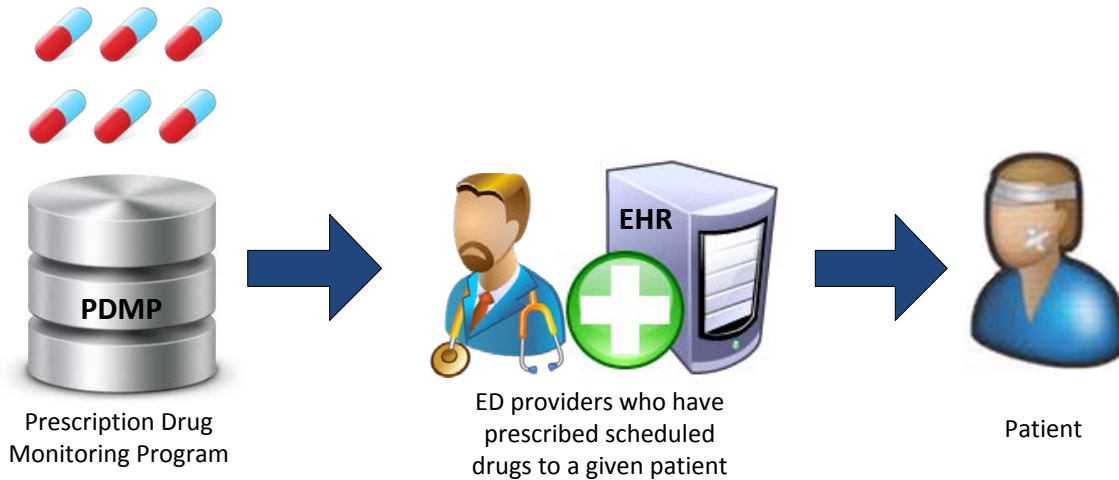 PDMP
Prescription Drug
Monitoring Program
EHR
ED providers who have
prescribed scheduled
drugs to a given patient
Patient